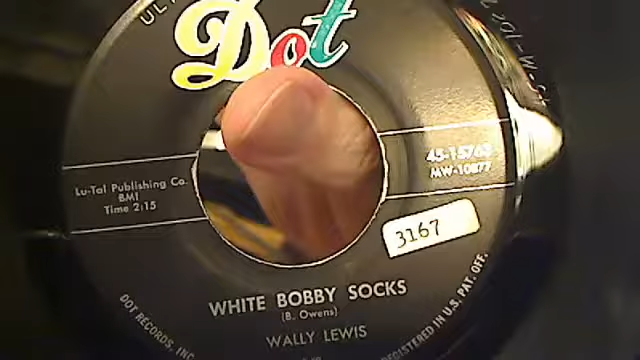 Dot
Lu-Tal Publishing Co.
BMI
Time 2:15
MW-10877
3167
WHITE BOBBY SOCKS
(B. Owens)
WALLY LEWIS
DOT RECORDS, INC
REGISTERED IN U.S. PAT. OFF.